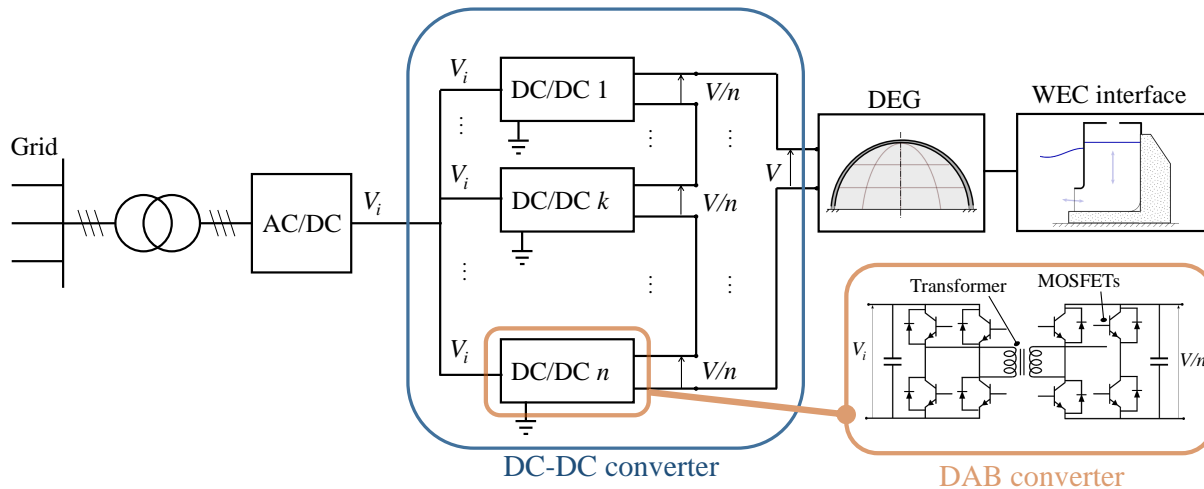 Grid
AC/DC
V_i
V_i
DC/DC 1
V/n
⋮
⋮
⋮
V_i
DC/DC k
V/n
⋮
⋮
⋮
V_i
DC/DC n
V/n
V
DEG
WEC interface
DC-DC converter
Transformer
MOSFETs
V_i
V/n
DAB converter